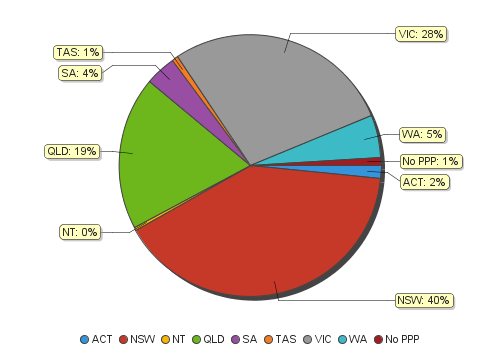 VIC: 28%
TAS: 1%
SA: 4%
WA: 5%
QLD: 19%
No PPP: 1%
ACT: 2%
NT: 0%
NSW: 40%
ACT NSW NT QLD SA TAS VIC WA No PPP